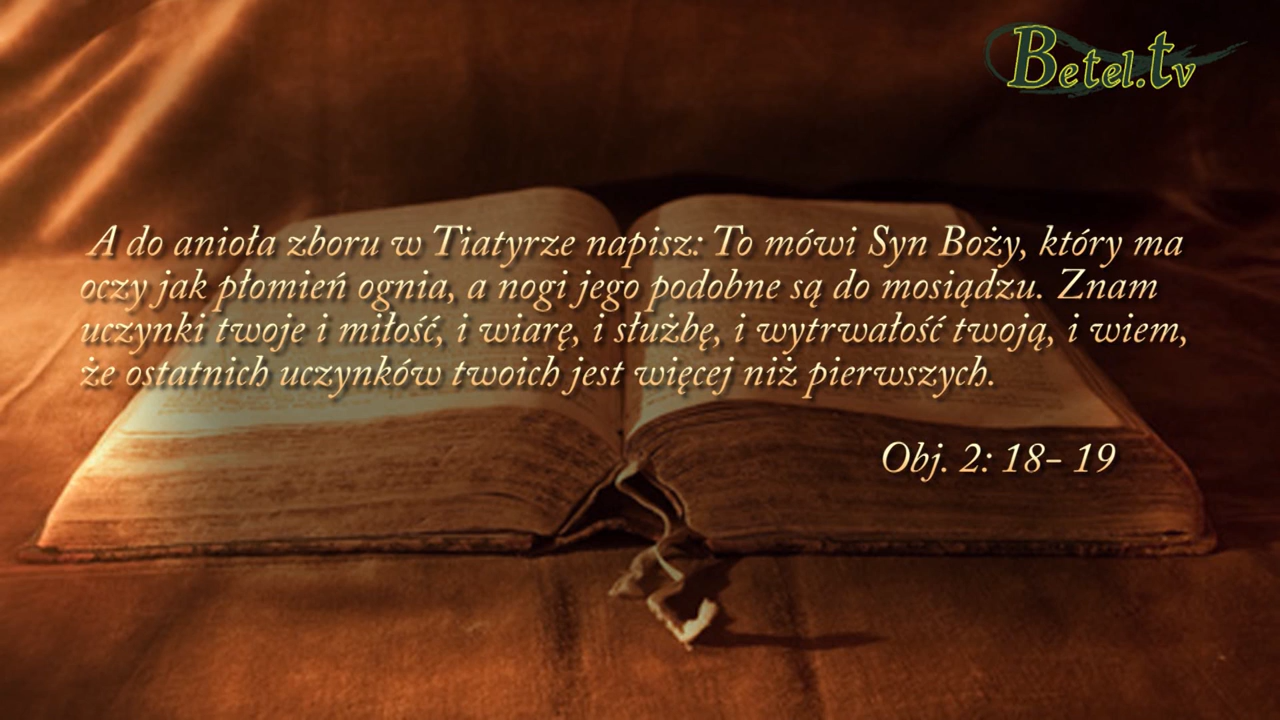 Betel.tv
A do anioła zboru w Tiatyrze napisz: To mówi Syn Boży, który ma
oczy jak płomień ognia, a nogi jego podobne są do mosiądzu. Znam
uczynki twoje i miłość, i wiarę, i służbę, i wytrwałość twoją, i wiem,
że ostatnich uczynków twoich jest więcej niż pierwszych.
Obj. 2: 18- 19